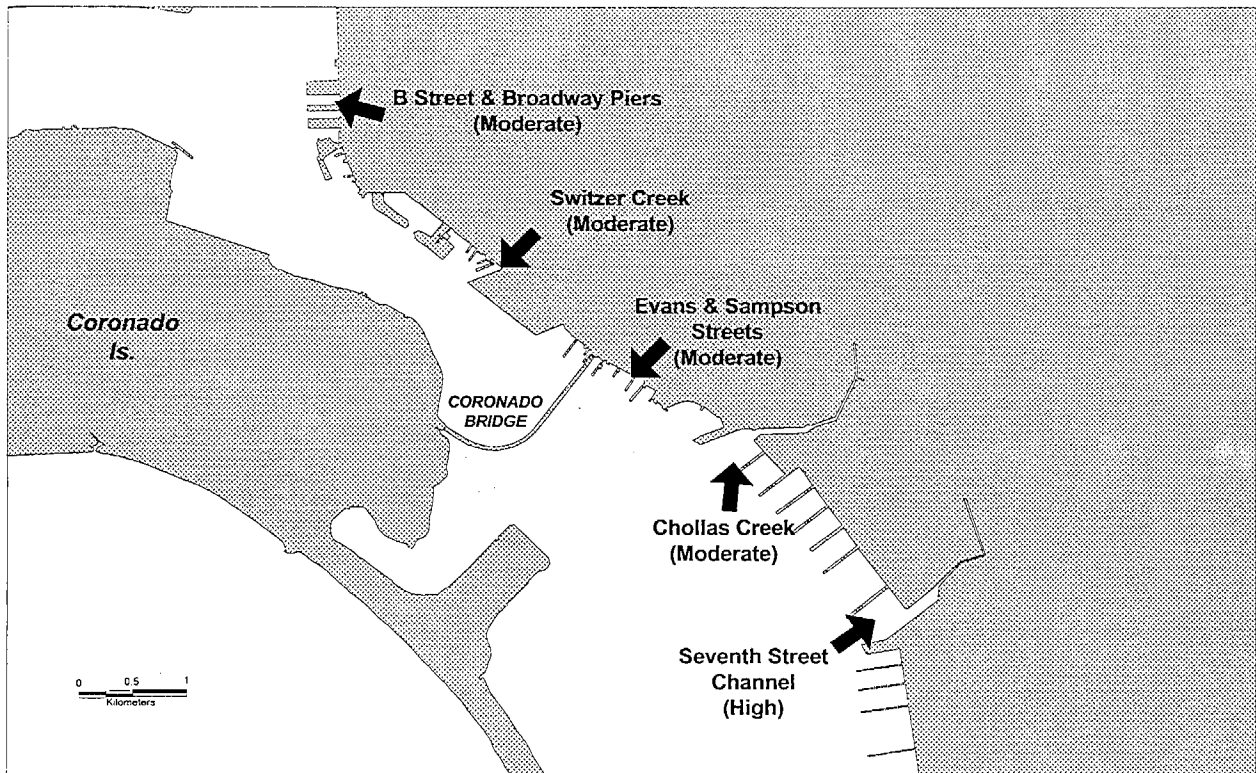 B Street & Broadway Piers
(Moderate)
Switzer Creek
(Moderate)
Evans & Sampson
Streets
(Moderate)
Coronado
Is.
CORONADO
BRIDGE
Chollas Creek
(Moderate)
Seventh Street
Channel
(High)
0 0.5 1
Kilometers